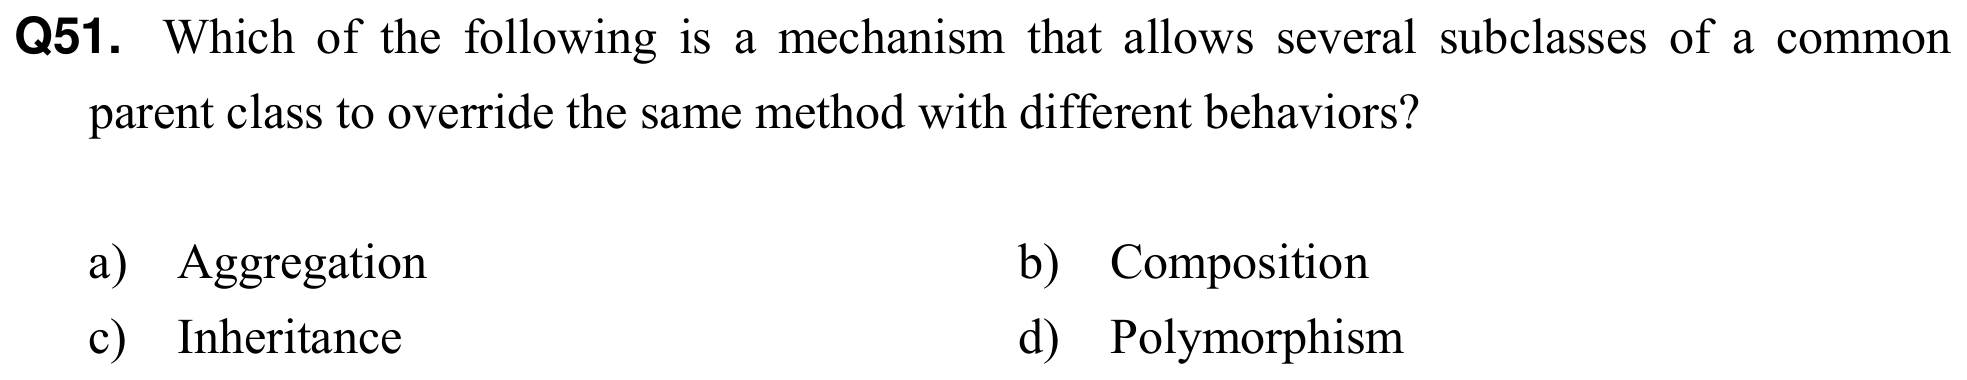 Q51. Which of the following is a mechanism that allows several subclasses of a common
parent class to override the same method with different behaviors?
a) Aggregation b) Composition
c) Inheritance d) Polymorphism